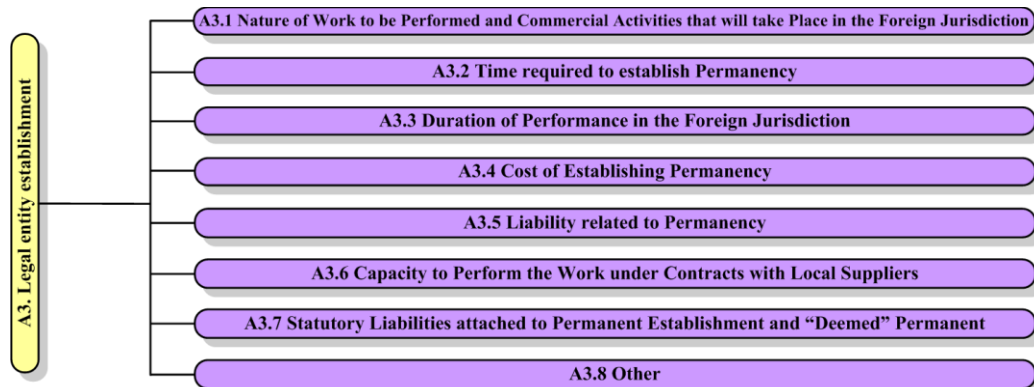 A3. Legal entity establishment
A3.1 Nature of Work to be Performed and Commercial Activities that will take Place in the Foreign Jurisdiction
A3.2 Time required to establish Permanency
A3.3 Duration of Performance in the Foreign Jurisdiction
A3.4 Cost of Establishing Permanency
A3.5 Liability related to Permanency
A3.6 Capacity to Perform the Work under Contracts with Local Suppliers
A3.7 Statutory Liabilities attached to Permanent Establishment and “Deemed” Permanent
A3.8 Other